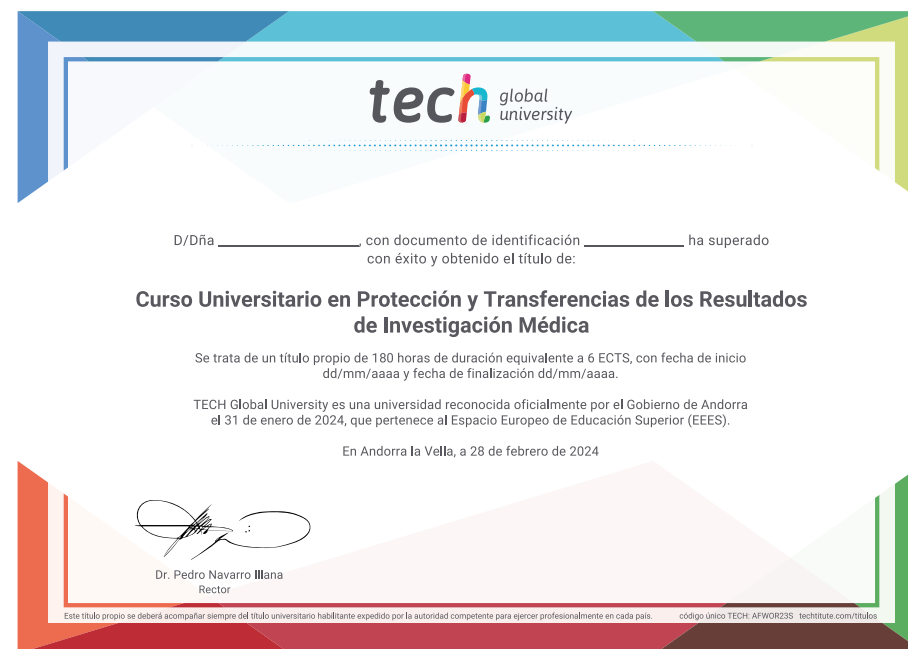 tech global university
D/Dña ____________________, con documento de identificación ______________ ha superado
con éxito y obtenido el título de:
Curso Universitario en Protección y Transferencias de los Resultados
de Investigación Médica
Se trata de un título propio de 180 horas de duración equivalente a 6 ECTS, con fecha de inicio
dd/mm/aaaa y fecha de finalización dd/mm/aaaa.
TECH Global University es una universidad reconocida oficialmente por el Gobierno de Andorra
el 31 de enero de 2024, que pertenece al Espacio Europeo de Educación Superior (EEES).
En Andorra la Vella, a 28 de febrero de 2024
Dr. Pedro Navarro Illana
Rector
Este título propio se deberá acompañar siempre del título universitario habilitante expedido por la autoridad competente para ejercer profesionalmente en cada país. código único TECH: AFWOR23S techtitute.com/titulos